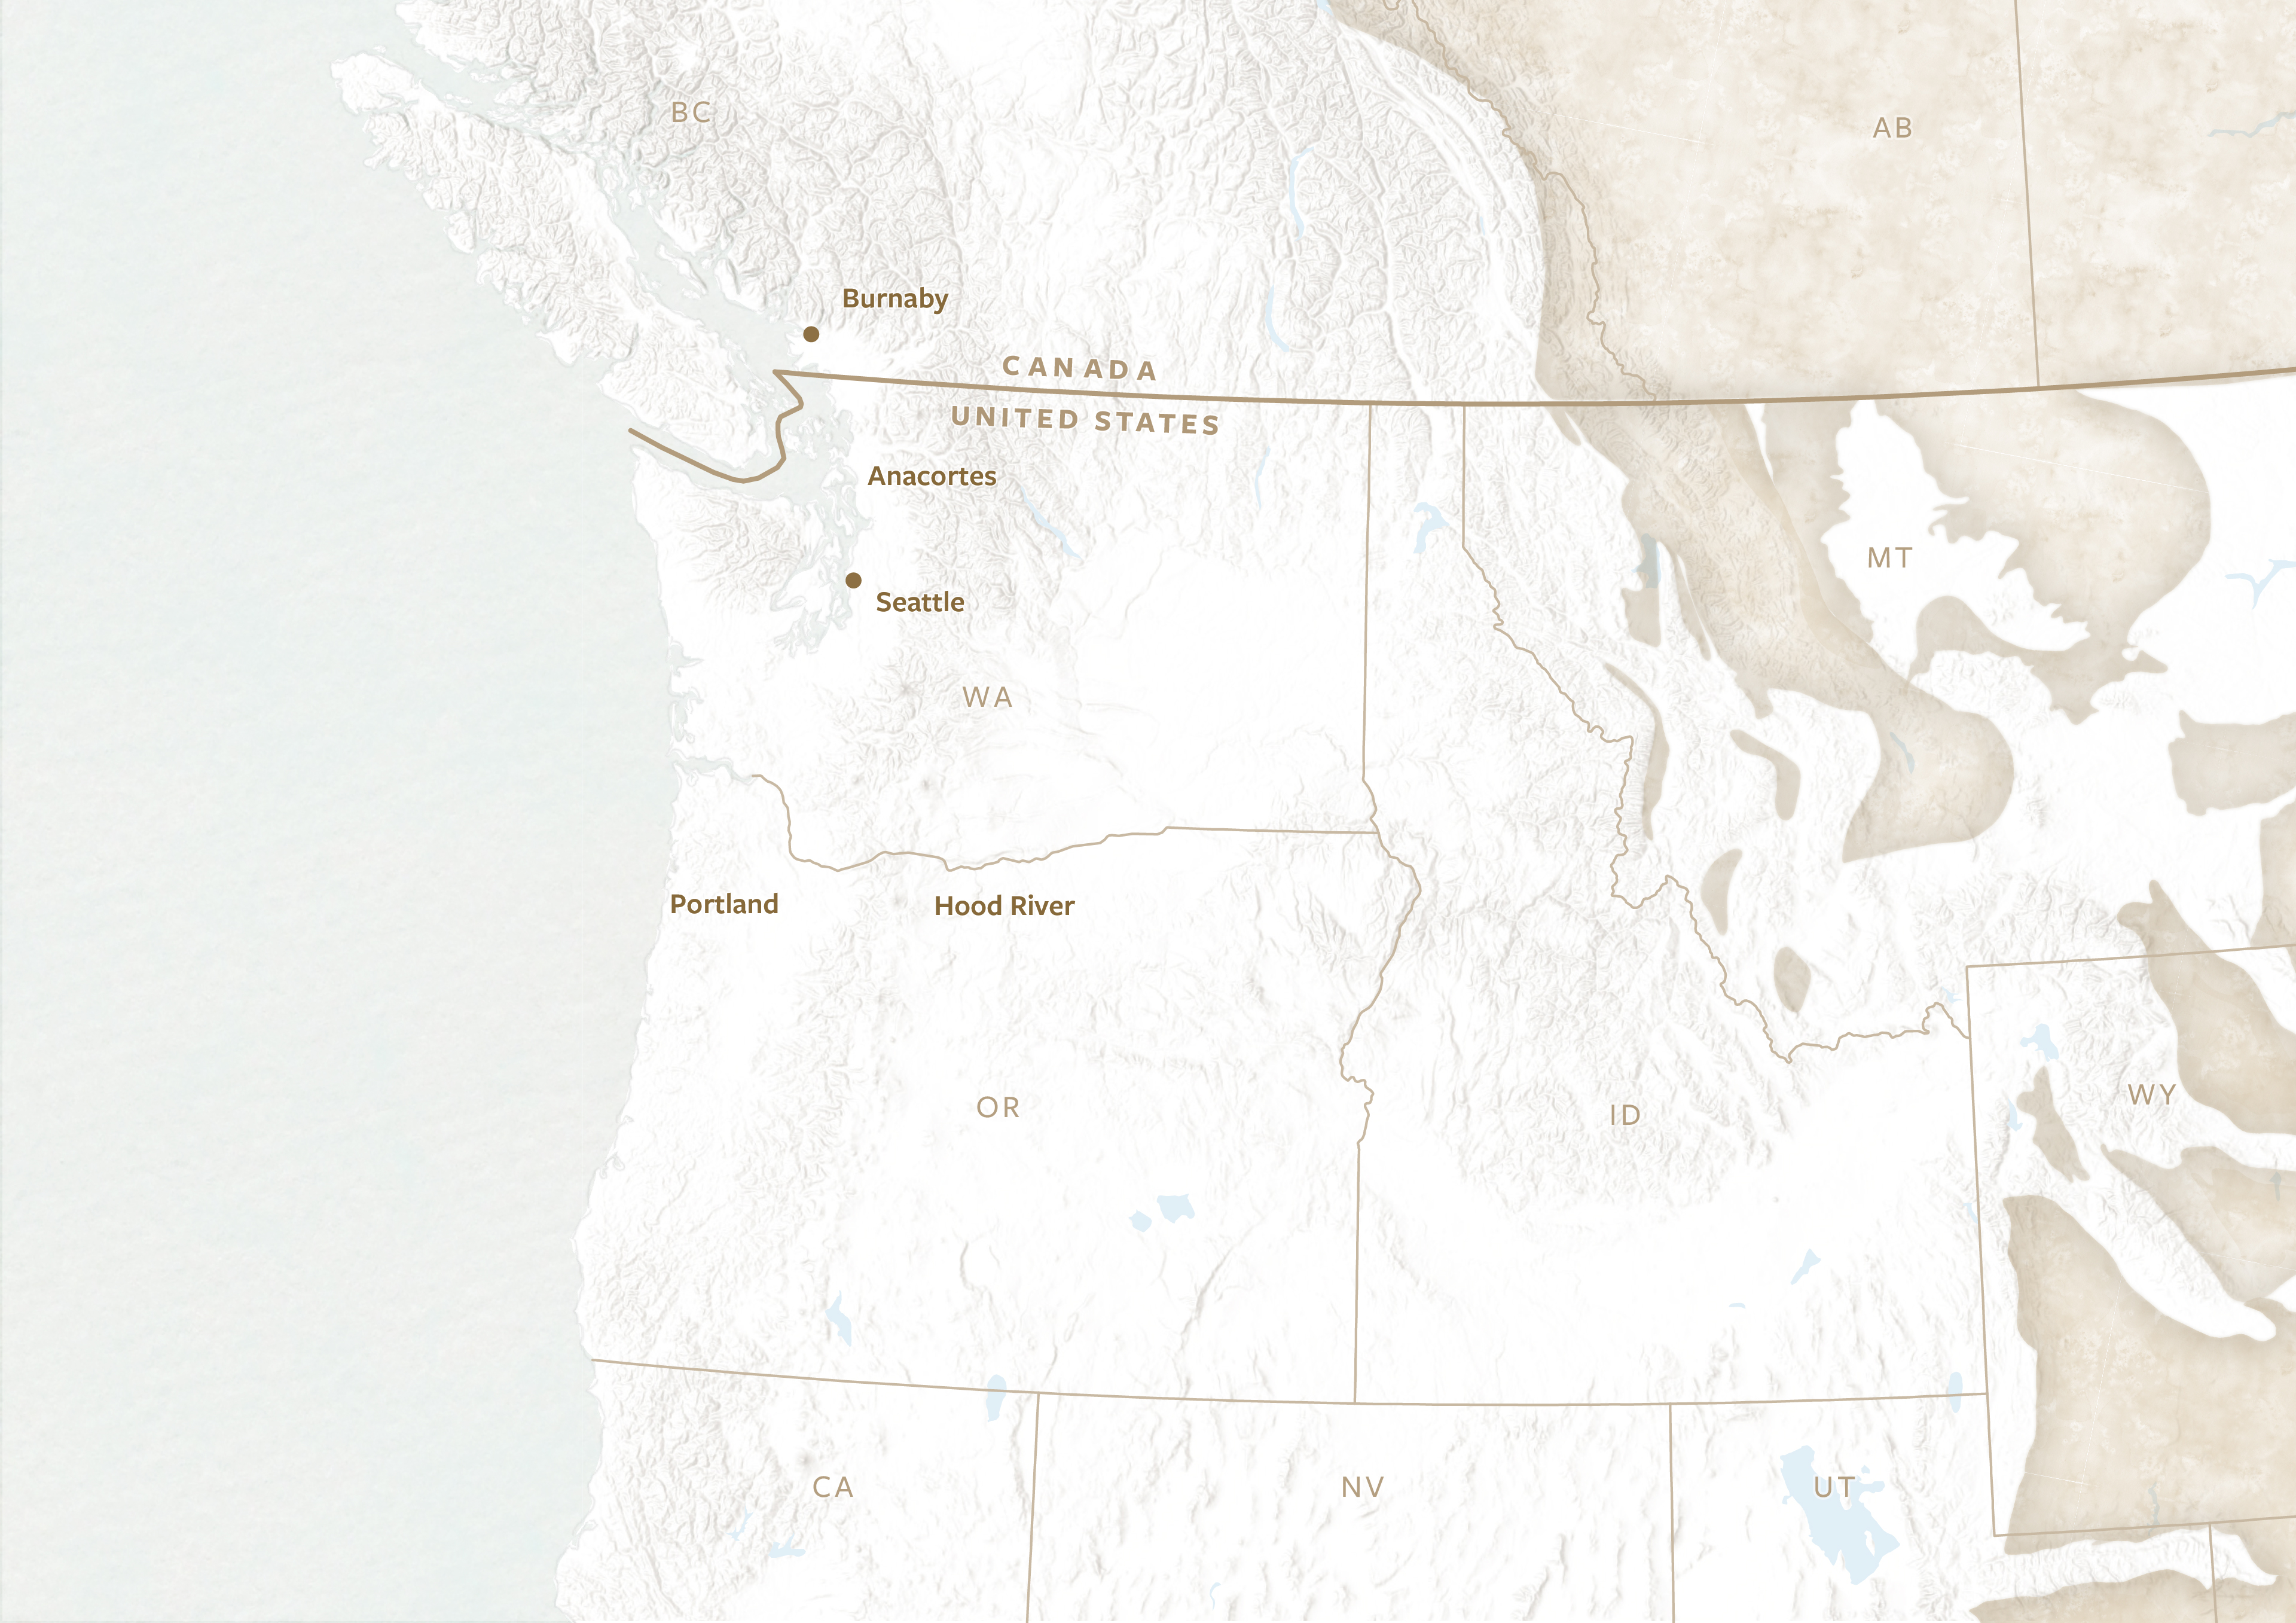 BC
AB
Burnaby
CANADA
UNITED STATES
Anacortes
MT
Seattle
WA
Portland
Hood River
WY
OR
ID
CA
NV
UT